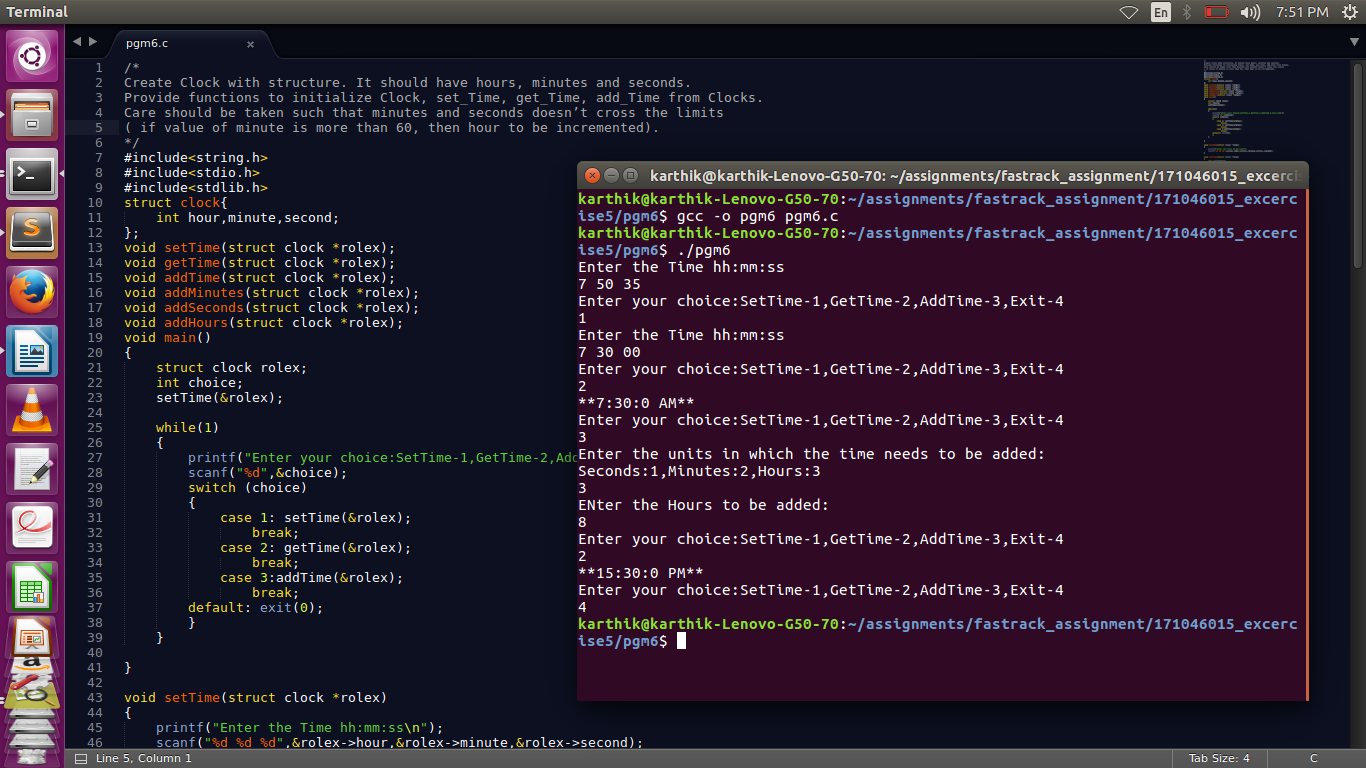 Terminal
En
7:51 PM
pgm6.c
1 /*
2 Create Clock with structure. It should have hours, minutes and seconds.
3 Provide functions to initialize Clock, set_Time, get_Time, add_Time from Clocks.
4 Care should be taken such that minutes and seconds doesn’t cross the limits
5 ( if value of minute is more than 60, then hour to be incremented).
6 */
7 #include<string.h>
8 #include<stdio.h>
9 #include<stdlib.h>
10 struct clock{
11     int hour,minute,second;
12 };
13 void setTime(struct clock *rolex);
14 void getTime(struct clock *rolex);
15 void addTime(struct clock *rolex);
16 void addMinutes(struct clock *rolex);
17 void addSeconds(struct clock *rolex);
18 void addHours(struct clock *rolex);
19 void main()
20 {
21     struct clock rolex;
22     int choice;
23     setTime(&rolex);
24
25     while(1)
26     {
27         printf("Enter your choice:SetTime-1,GetTime-2,Ad
28         scanf("%d",&choice);
29         switch (choice)
30         {
31             case 1: setTime(&rolex);
32                 break;
33             case 2: getTime(&rolex);
34                 break;
35             case 3:addTime(&rolex);
36                 break;
37         default: exit(0);
38         }
39     }
40
41 }
42
43 void setTime(struct clock *rolex)
44 {
45     printf("Enter the Time hh:mm:ss\n");
46     scanf("%d %d %d",&rolex->hour,&rolex->minute,&rolex->second);
karthik@karthik-Lenovo-G50-70: ~/assignments/fastrack_assignment/171046015_excercis
karthik@karthik-Lenovo-G50-70:~/assignments/fastrack_assignment/171046015_excerc
ise5/pgm6$ gcc -o pgm6 pgm6.c
karthik@karthik-Lenovo-G50-70:~/assignments/fastrack_assignment/171046015_excerc
ise5/pgm6$ ./pgm6
Enter the Time hh:mm:ss
7 50 35
Enter your choice:SetTime-1,GetTime-2,AddTime-3,Exit-4
1
Enter the Time hh:mm:ss
7 30 00
Enter your choice:SetTime-1,GetTime-2,AddTime-3,Exit-4
2
**7:30:0 AM**
Enter your choice:SetTime-1,GetTime-2,AddTime-3,Exit-4
3
Enter the units in which the time needs to be added:
Seconds:1,Minutes:2,Hours:3
3
ENter the Hours to be added:
8
Enter your choice:SetTime-1,GetTime-2,AddTime-3,Exit-4
2
**15:30:0 PM**
Enter your choice:SetTime-1,GetTime-2,AddTime-3,Exit-4
4
karthik@karthik-Lenovo-G50-70:~/assignments/fastrack_assignment/171046015_excerc
ise5/pgm6$
Line 5, Column 1
Tab Size: 4
C